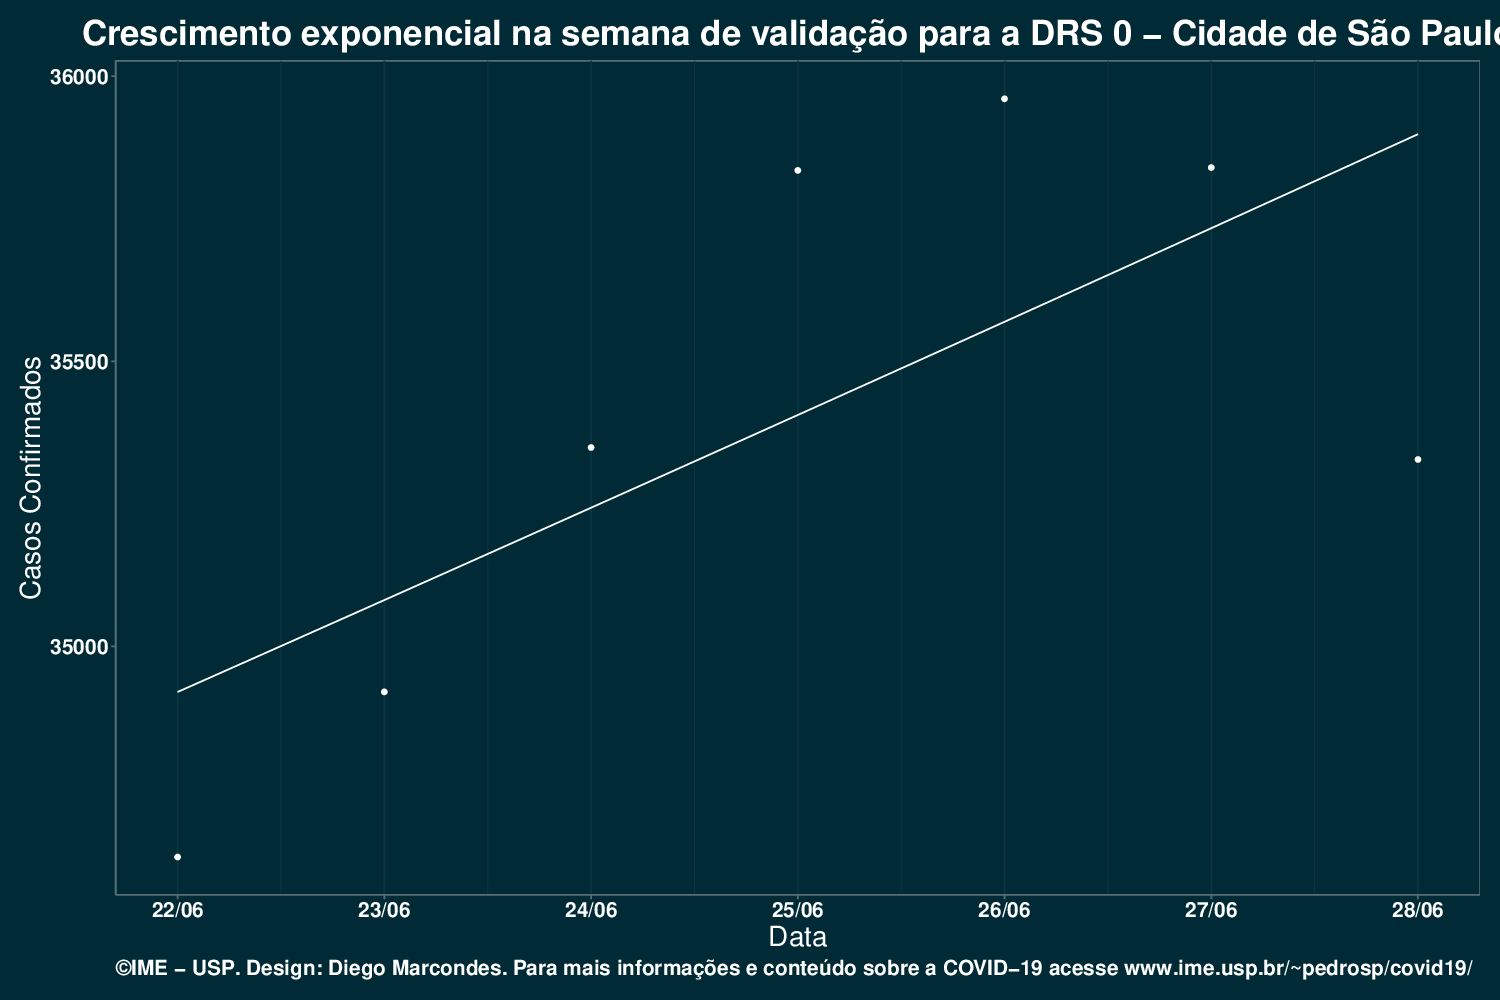 Crescimento exponencial na semana de validação para a DRS 0 – Cidade de São Paulo
36000
35500
35000
Casos Confirmados
22/06 23/06 24/06 25/06 26/06 27/06 28/06
Data
©IME – USP. Design: Diego Marcondes. Para mais informações e conteúdo sobre a COVID–19 acesse www.ime.usp.br/~pedrosp/covid19/